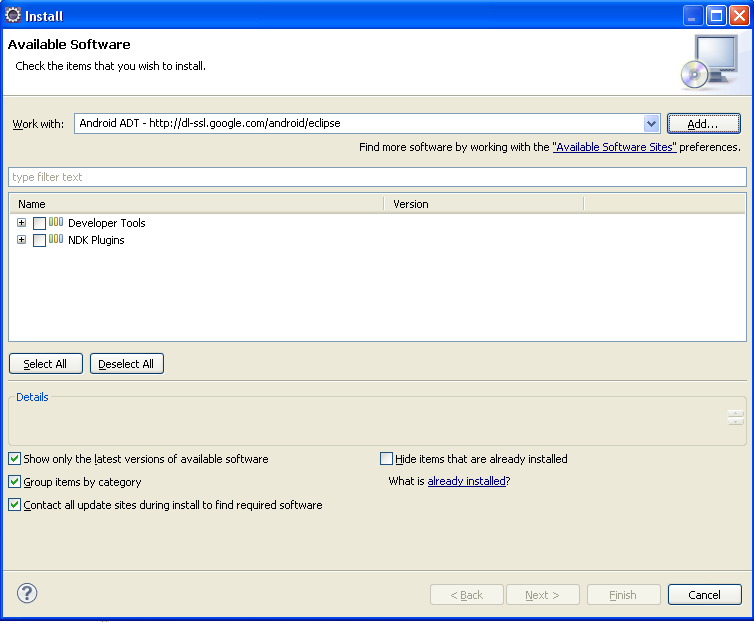 Install
Available Software
Check the items that you wish to install.
Work with: Android ADT - http://dl-ssl.google.com/android/eclipse Add...
Find more software by working with the "Available Software Sites" preferences.
type filter text
Name Version
Developer Tools
NDK Plugins
Select All Deselect All
Details
Show only the latest versions of available software Hide items that are already installed
Group items by category What is already installed?
Contact all update sites during install to find required software
? < Back Next > Finish Cancel